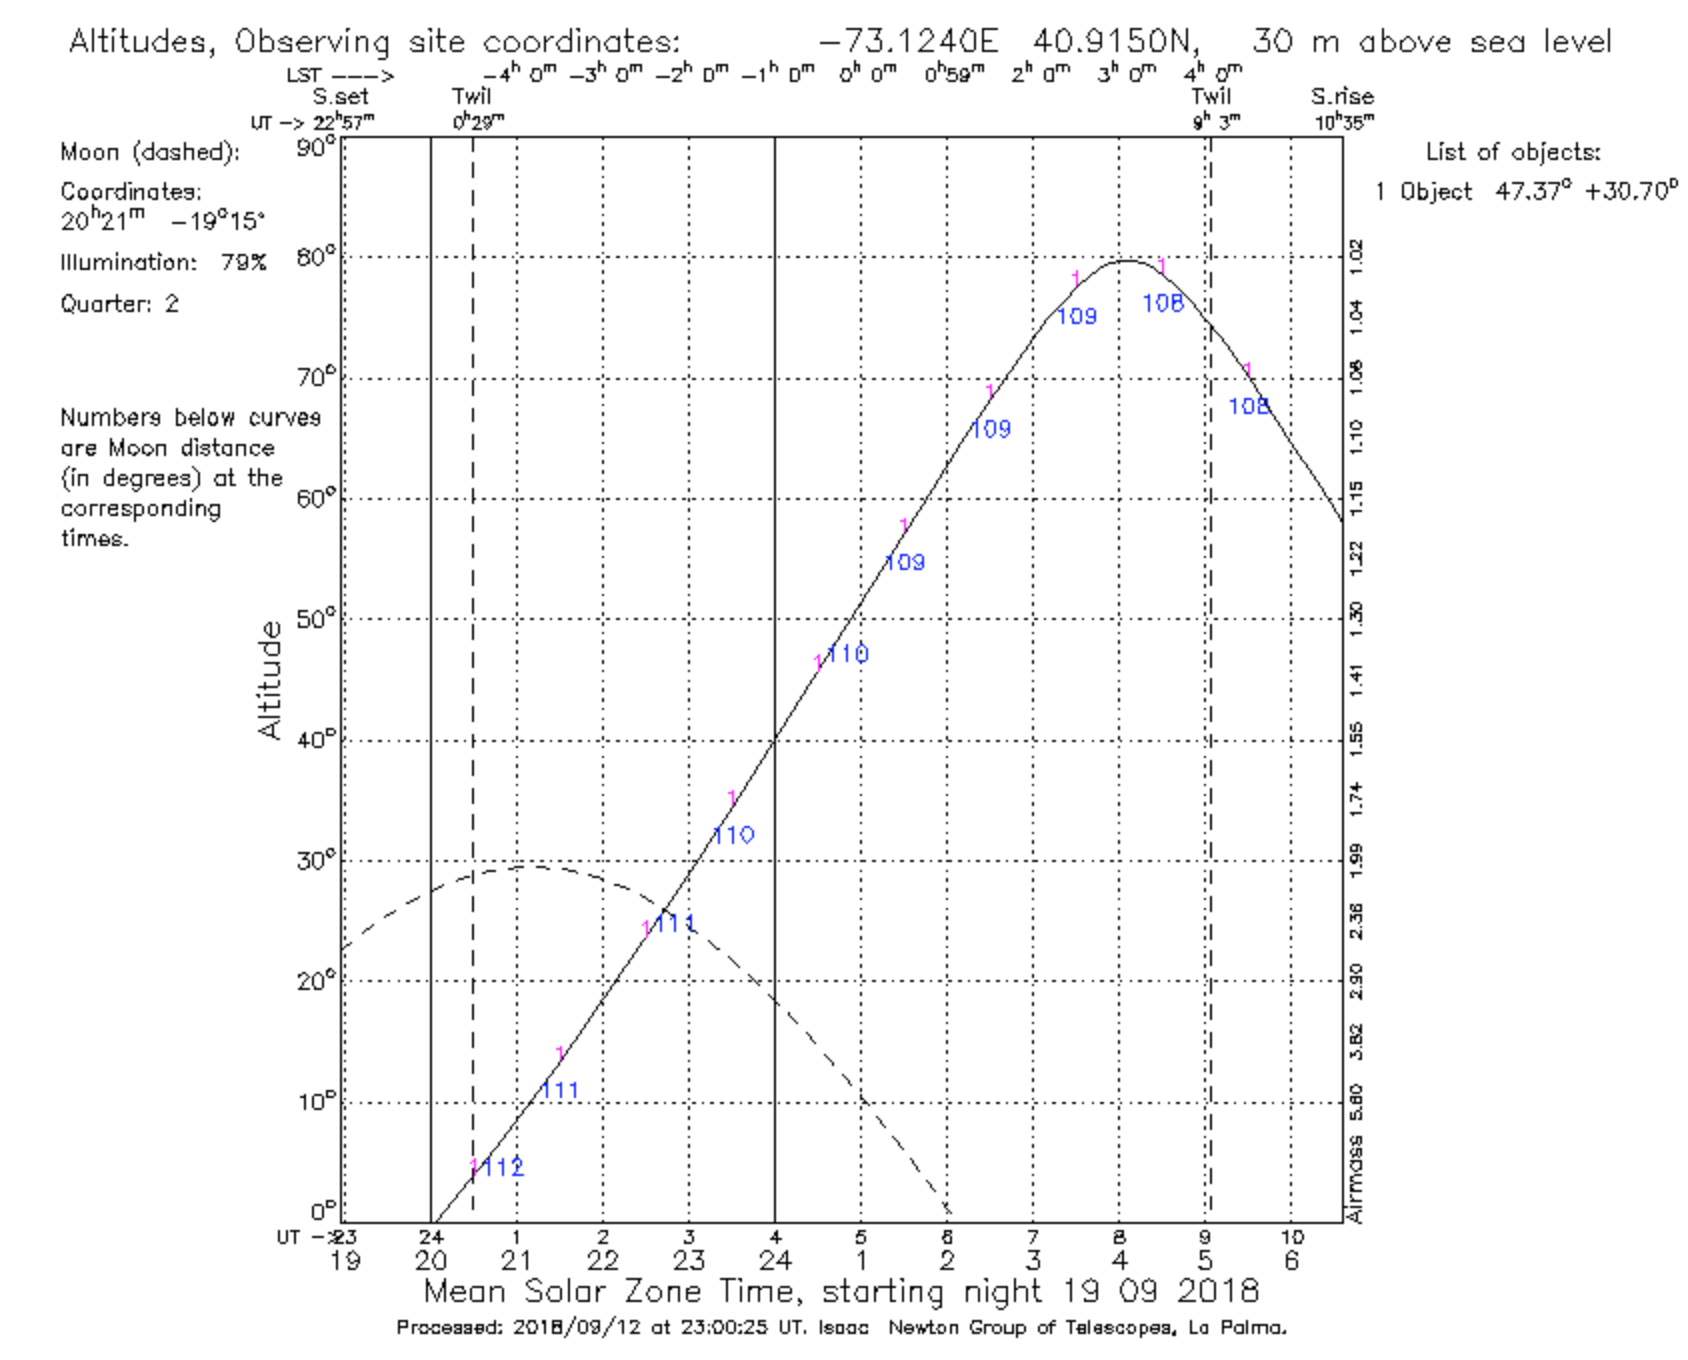 Altitudes, Observing site coordinates: −73.1240E 40.9150N, 30 m above sea level
LST ---> −4ʰ 0ᵐ −3ʰ 0ᵐ −2ʰ 0ᵐ −1ʰ 0ᵐ 0ʰ 0ᵐ 0ʰ59ᵐ 2ʰ 0ᵐ 3ʰ 0ᵐ 4ʰ 0ᵐ
S.set Twil Twil S.rise
UT -> 22ʰ57ᵐ 0ʰ29ᵐ 9ʰ 3ᵐ 10ʰ35ᵐ
Moon (dashed):
Coordinates:
20ʰ21ᵐ −19°15'
Illumination: 79%
Quarter: 2
Numbers below curves
are Moon distance
(in degrees) at the
corresponding
times.
List of objects:
1 Object 47.37° +30.70°
Altitude
90°
80°
70°
60°
50°
40°
30°
20°
10°
0°
1.02
1.04
1.06
1.10
1.15
1.22
1.30
1.41
1.55
1.74
1.99
2.36
2.90
3.82
5.60
Airmass
1 112
1 111
1 111
1 110
1 110
1 109
1 109
1 109
1 108
1 108
UT -> 23 24 1 2 3 4 5 6 7 8 9 10
19 20 21 22 23 24 1 2 3 4 5 6
Mean Solar Zone Time, starting night 19 09 2018
Processed: 2018/09/12 at 23:00:25 UT. Isaac Newton Group of Telescopes, La Palma.